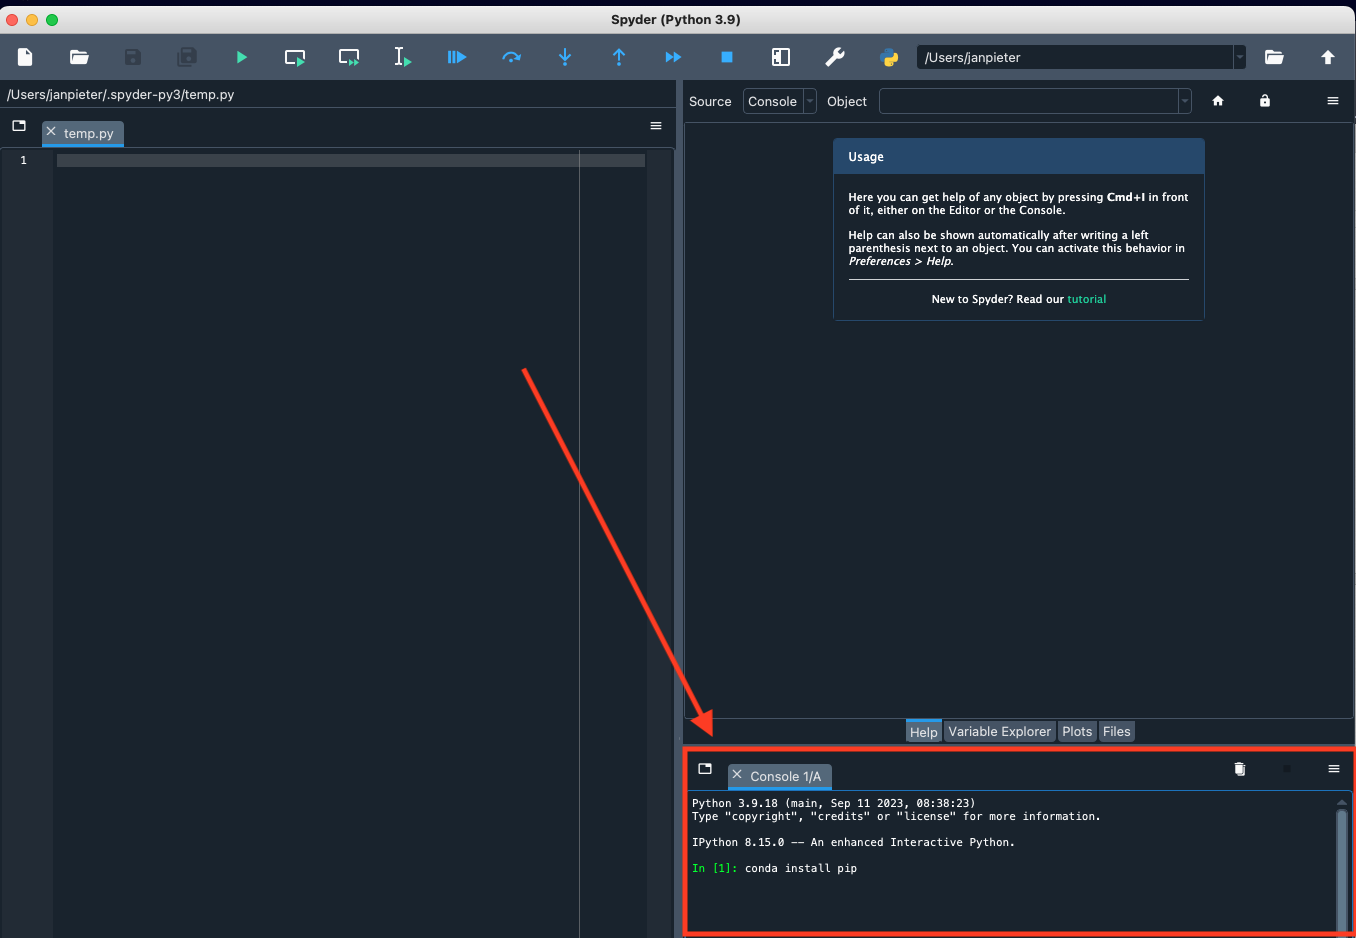 Spyder (Python 3.9)
/Users/janpieter
/Users/janpieter/.spyder-py3/temp.py
temp.py
1
Source Console Object
Usage
Here you can get help of any object by pressing Cmd+I in front
of it, either on the Editor or the Console.
Help can also be shown automatically after writing a left
parenthesis next to an object. You can activate this behavior in
Preferences > Help.
New to Spyder? Read our tutorial
Help Variable Explorer Plots Files
Console 1/A
Python 3.9.18 (main, Sep 11 2023, 08:38:23)
Type "copyright", "credits" or "license" for more information.
IPython 8.15.0 -- An enhanced Interactive Python.
In [1]: conda install pip